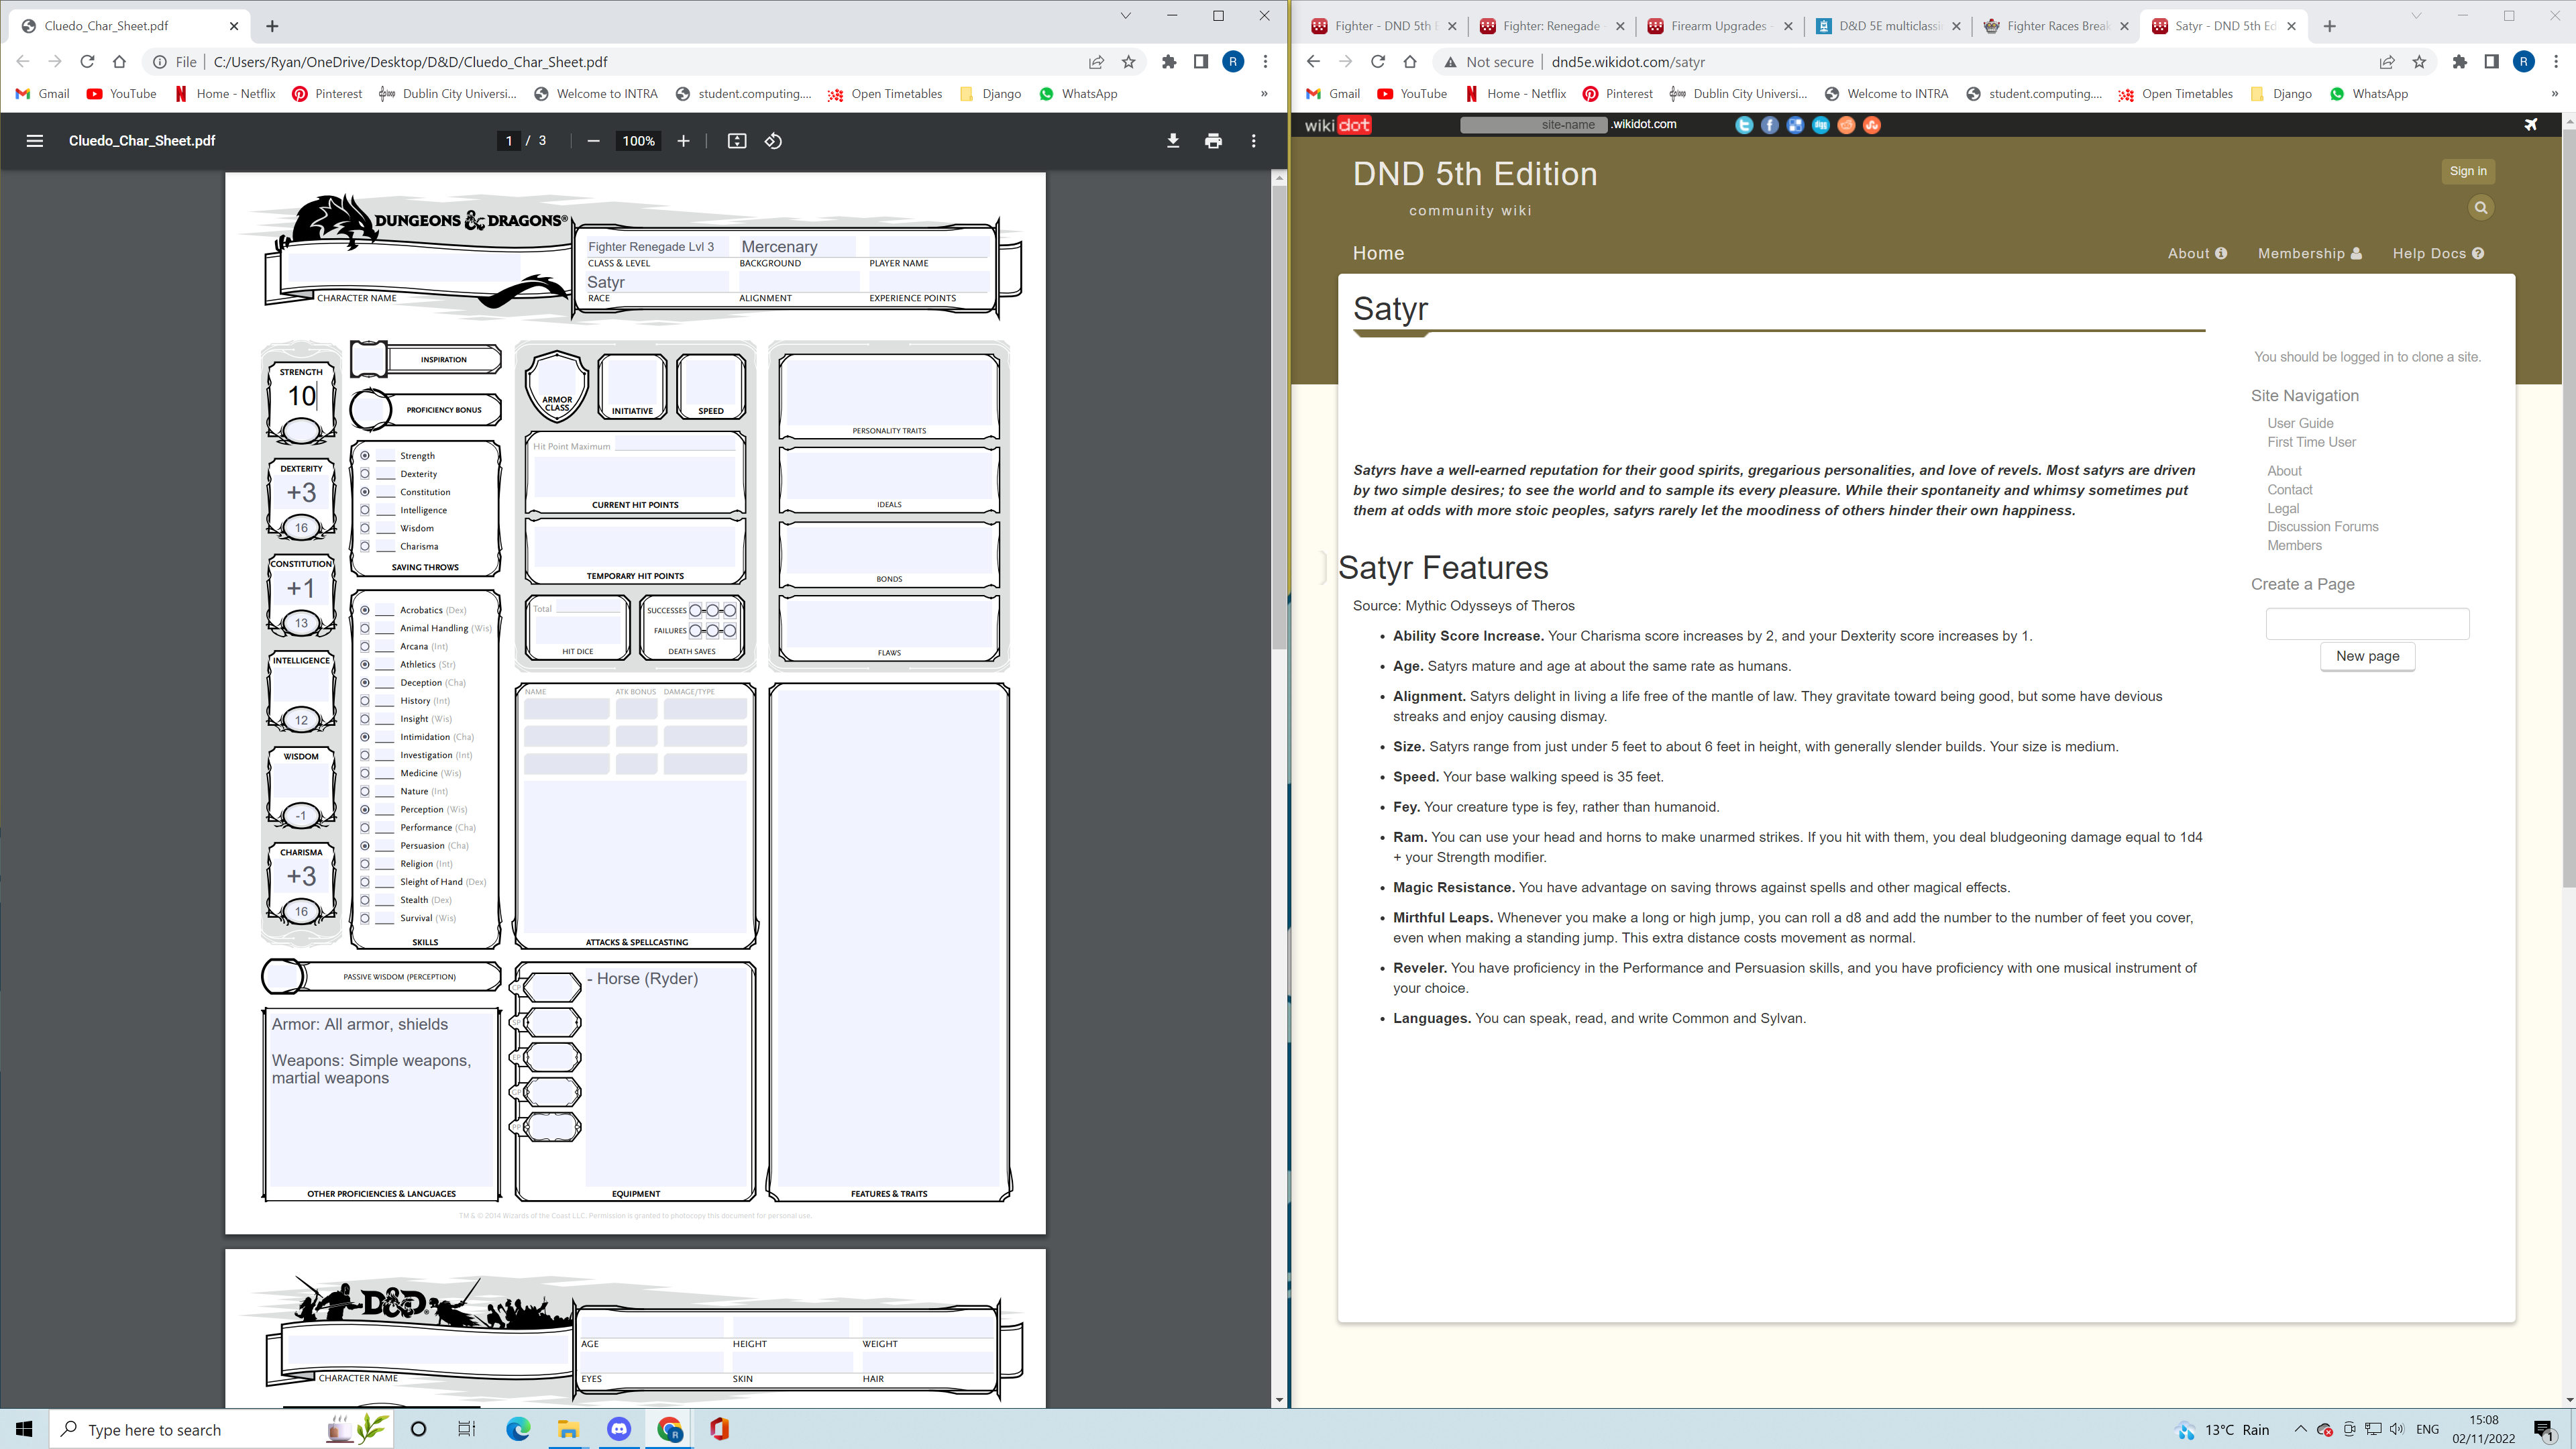 Cluedo_Char_Sheet.pdf
File
C:/Users/Ryan/OneDrive/Desktop/D&D/Cluedo_Char_Sheet.pdf
R
Gmail
YouTube
Home - Netflix
Pinterest
Dublin City Universi...
Welcome to INTRA
student.computing....
Open Timetables
Django
WhatsApp
»
Cluedo_Char_Sheet.pdf
1 / 3
100%
DUNGEONS & DRAGONS®
Fighter Renegade Lvl 3
Mercenary
CLASS & LEVEL
BACKGROUND
PLAYER NAME
Satyr
RACE
ALIGNMENT
EXPERIENCE POINTS
CHARACTER NAME
STRENGTH
10
DEXTERITY
+3
16
CONSTITUTION
+1
13
INTELLIGENCE
12
WISDOM
-1
CHARISMA
+3
16
INSPIRATION
PROFICIENCY BONUS
Strength
Dexterity
Constitution
Intelligence
Wisdom
Charisma
SAVING THROWS
Acrobatics (Dex)
Animal Handling (Wis)
Arcana (Int)
Athletics (Str)
Deception (Cha)
History (Int)
Insight (Wis)
Intimidation (Cha)
Investigation (Int)
Medicine (Wis)
Nature (Int)
Perception (Wis)
Performance (Cha)
Persuasion (Cha)
Religion (Int)
Sleight of Hand (Dex)
Stealth (Dex)
Survival (Wis)
SKILLS
PASSIVE WISDOM (PERCEPTION)
Armor: All armor, shields
Weapons: Simple weapons,
martial weapons
OTHER PROFICIENCIES & LANGUAGES
ARMOR
CLASS
INITIATIVE
SPEED
Hit Point Maximum
CURRENT HIT POINTS
TEMPORARY HIT POINTS
Total
HIT DICE
SUCCESSES
FAILURES
DEATH SAVES
NAME
ATK BONUS
DAMAGE/TYPE
ATTACKS & SPELLCASTING
- Horse (Ryder)
CP
SP
EP
GP
PP
EQUIPMENT
PERSONALITY TRAITS
IDEALS
BONDS
FLAWS
FEATURES & TRAITS
TM & © 2014 Wizards of the Coast LLC. Permission is granted to photocopy this document for personal use.
D&D®
CHARACTER NAME
AGE
HEIGHT
WEIGHT
EYES
SKIN
HAIR
Fighter - DND 5th E
Fighter: Renegade -
Firearm Upgrades -
D&D 5E multiclassi
Fighter Races Break
Satyr - DND 5th Ed
Not secure
dnd5e.wikidot.com/satyr
R
Gmail
YouTube
Home - Netflix
Pinterest
Dublin City Universi...
Welcome to INTRA
student.computing....
Open Timetables
Django
WhatsApp
»
wikidot
site-name
.wikidot.com
digg
DND 5th Edition
community wiki
Sign in
Home
About
Membership
Help Docs
Satyr
You should be logged in to clone a site.
Site Navigation
User Guide
First Time User
About
Contact
Legal
Discussion Forums
Members
Create a Page
New page
Satyrs have a well-earned reputation for their good spirits, gregarious personalities, and love of revels. Most satyrs are driven
by two simple desires; to see the world and to sample its every pleasure. While their spontaneity and whimsy sometimes put
them at odds with more stoic peoples, satyrs rarely let the moodiness of others hinder their own happiness.
Satyr Features
Source: Mythic Odysseys of Theros
• Ability Score Increase. Your Charisma score increases by 2, and your Dexterity score increases by 1.
• Age. Satyrs mature and age at about the same rate as humans.
• Alignment. Satyrs delight in living a life free of the mantle of law. They gravitate toward being good, but some have devious
streaks and enjoy causing dismay.
• Size. Satyrs range from just under 5 feet to about 6 feet in height, with generally slender builds. Your size is medium.
• Speed. Your base walking speed is 35 feet.
• Fey. Your creature type is fey, rather than humanoid.
• Ram. You can use your head and horns to make unarmed strikes. If you hit with them, you deal bludgeoning damage equal to 1d4
+ your Strength modifier.
• Magic Resistance. You have advantage on saving throws against spells and other magical effects.
• Mirthful Leaps. Whenever you make a long or high jump, you can roll a d8 and add the number to the number of feet you cover,
even when making a standing jump. This extra distance costs movement as normal.
• Reveler. You have proficiency in the Performance and Persuasion skills, and you have proficiency with one musical instrument of
your choice.
• Languages. You can speak, read, and write Common and Sylvan.
Type here to search
R
13°C Rain
ENG
15:08
02/11/2022
1